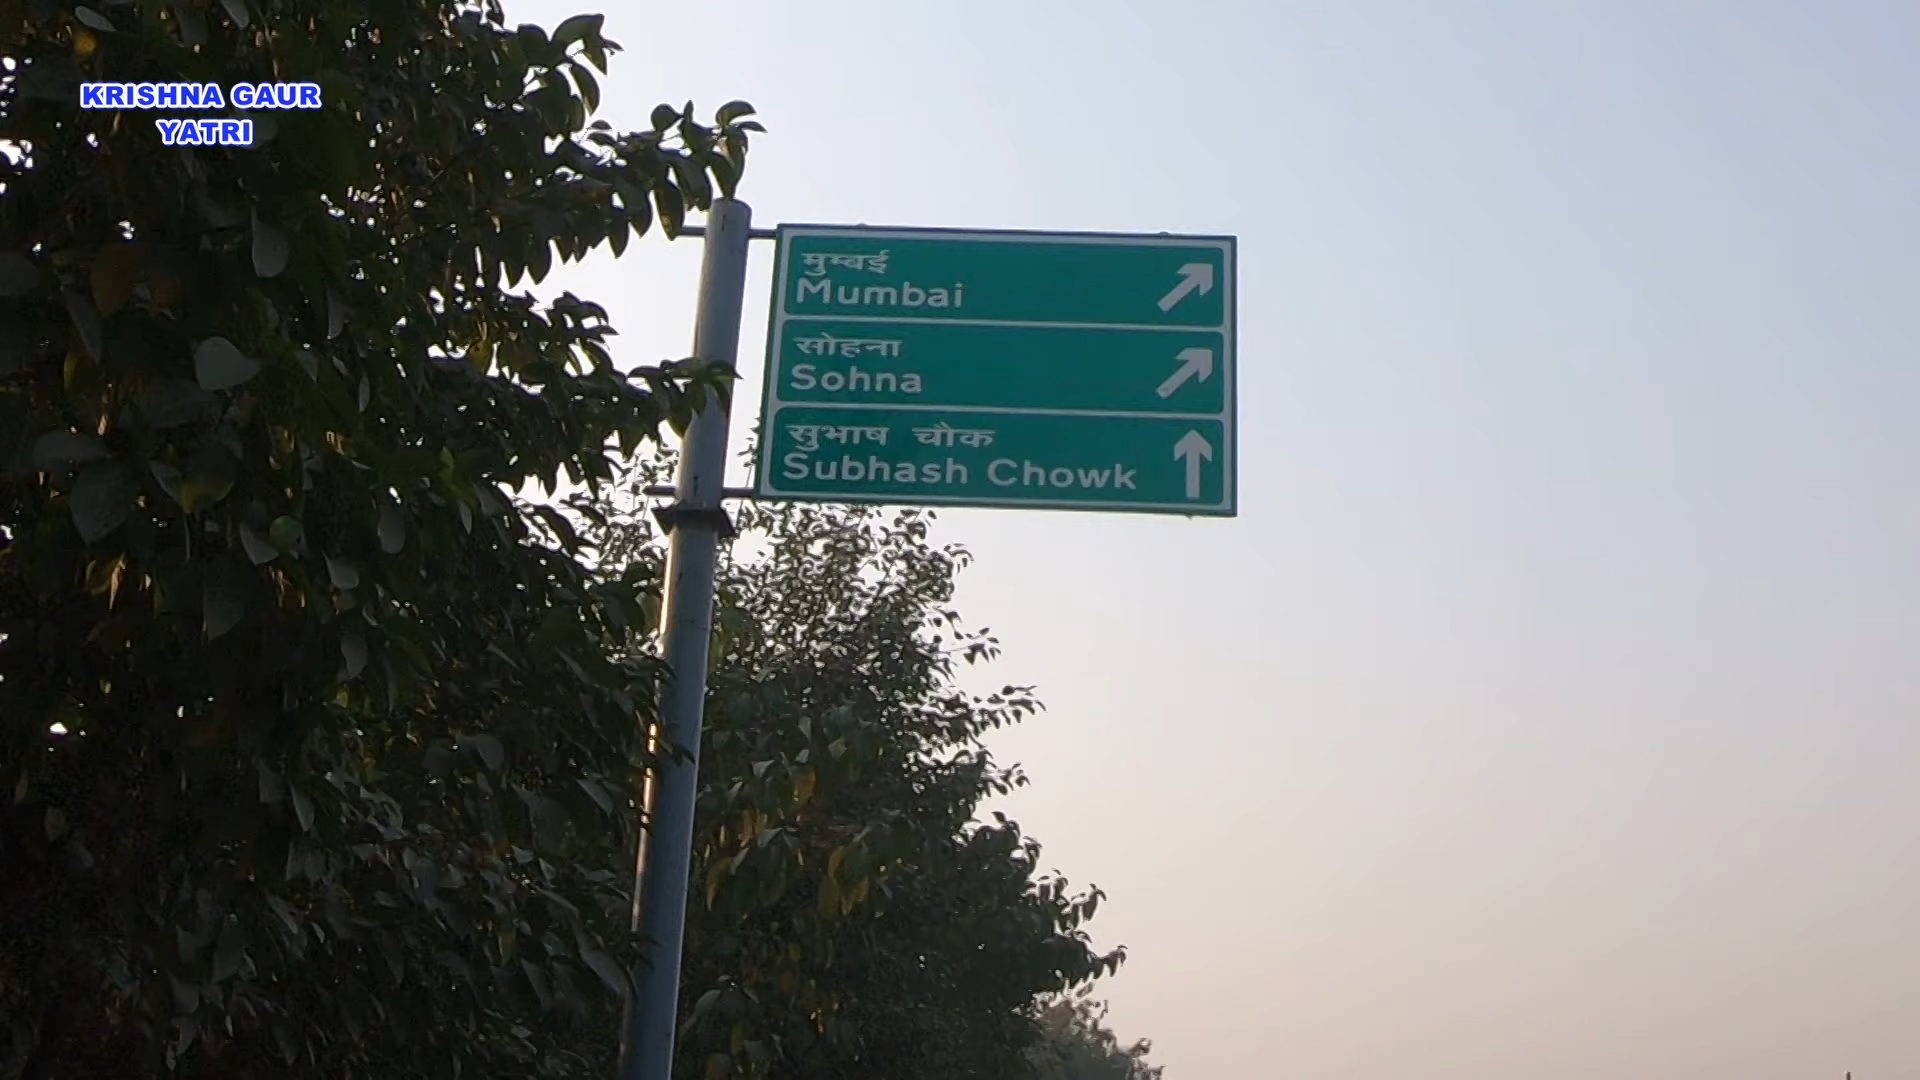 KRISHNA GAUR
YATRI
मुम्बई
Mumbai
सोहना
Sohna
सुभाष चौक
Subhash Chowk